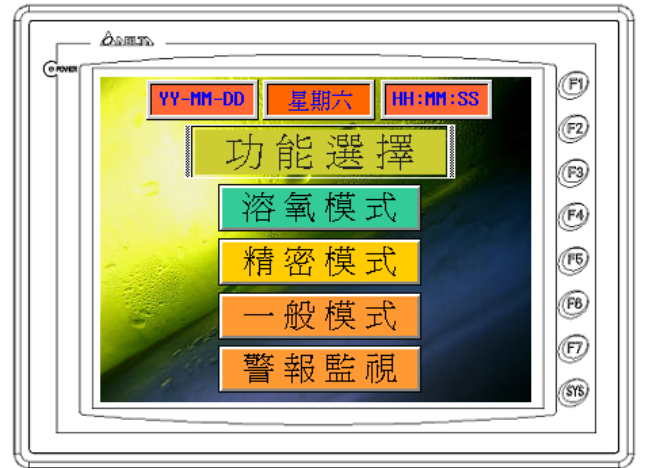 DELTA
POWER
YY-MM-DD 星期六 HH:MM:SS
功能選擇
溶氧模式
精密模式
一般模式
警報監視
F1
F2
F3
F4
F5
F6
F7
SYS